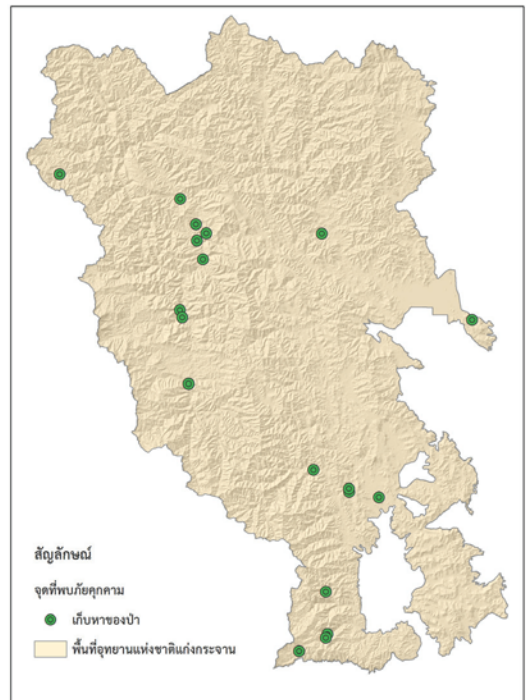 สัญลักษณ์
จุดที่พบภัยคุกคาม
เก็บหาของป่า
พื้นที่อุทยานแห่งชาติแก่งกระจาน